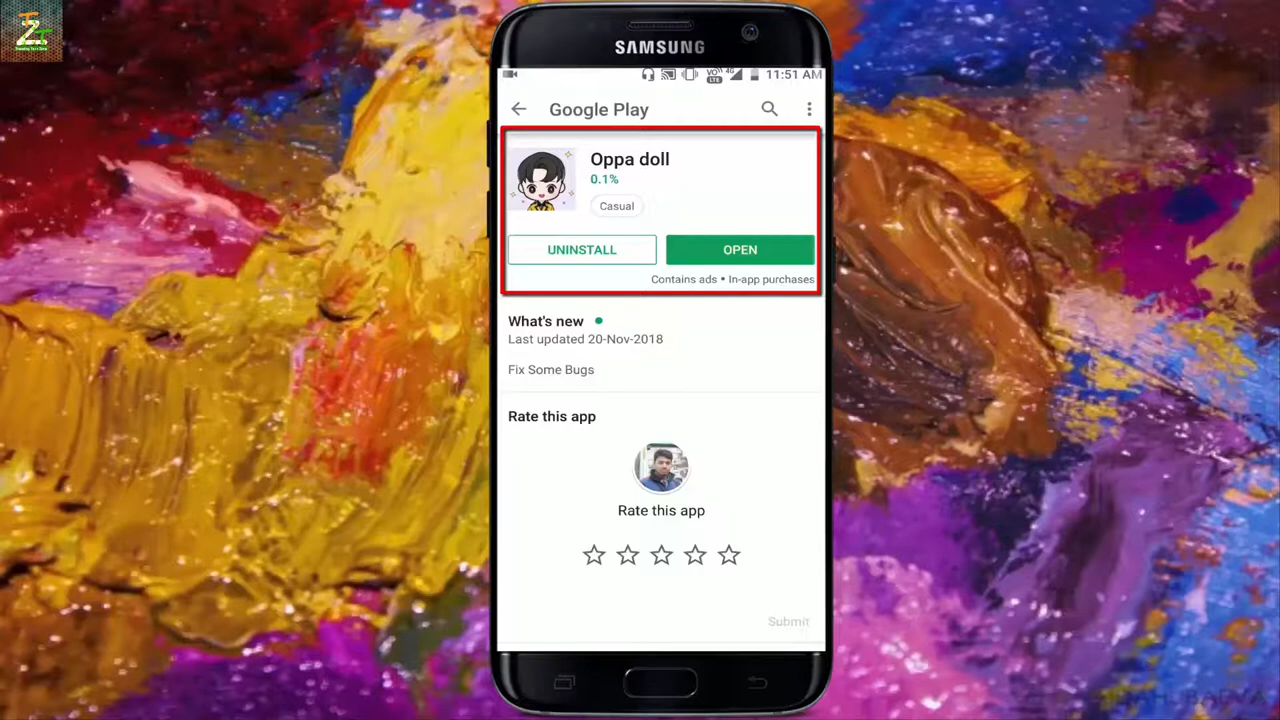 SAMSUNG
11:51 AM
Google Play
Oppa doll
0.1%
Casual
UNINSTALL
OPEN
Contains ads • In-app purchases
What's new
Last updated 20-Nov-2018
Fix Some Bugs
Rate this app
Rate this app
Submit